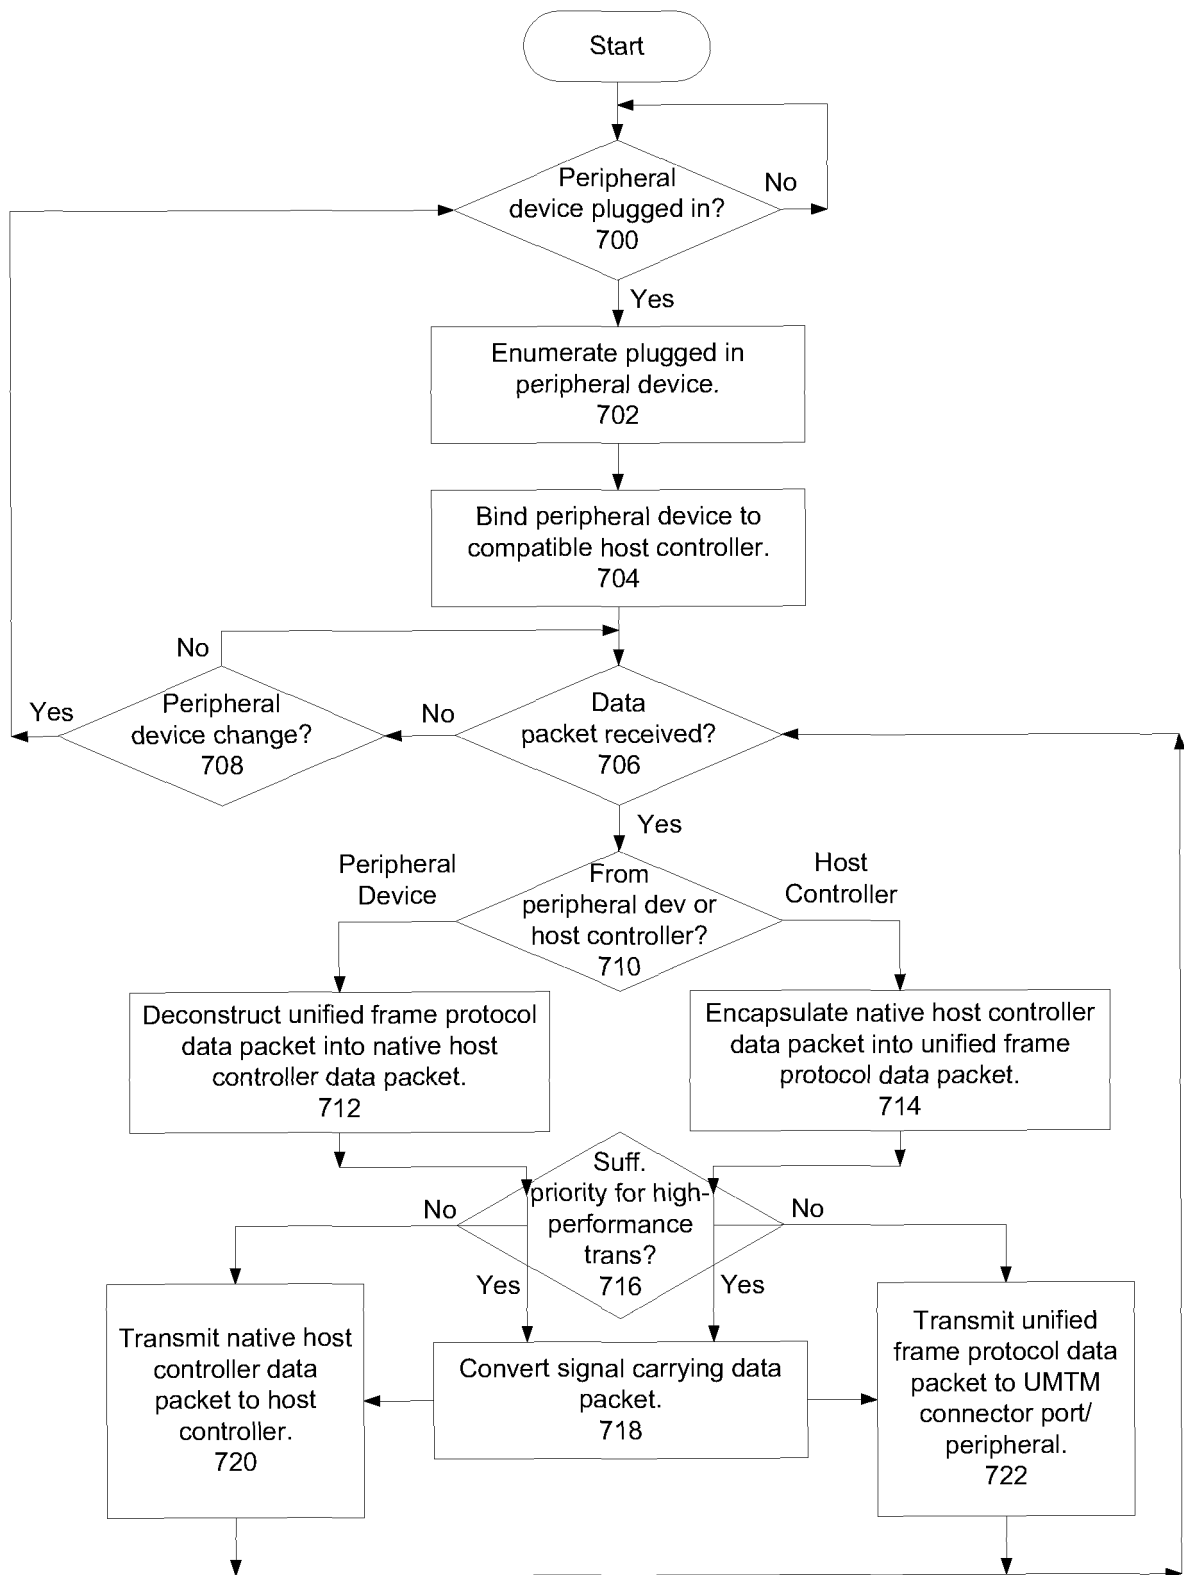 Start
Peripheral
device plugged in?
700
No
Yes
Enumerate plugged in
peripheral device.
702
Bind peripheral device to
compatible host controller.
704
No
Yes
Peripheral
device change?
708
No
Data
packet received?
706
Yes
Peripheral
Device
From
peripheral dev or
host controller?
710
Host
Controller
Deconstruct unified frame protocol
data packet into native host
controller data packet.
712
Encapsulate native host controller
data packet into unified frame
protocol data packet.
714
No
Suff.
priority for high-
performance
trans?
716
No
Yes
Yes
Transmit native host
controller data
packet to host
controller.
720
Convert signal carrying data
packet.
718
Transmit unified
frame protocol data
packet to UMTM
connector port/
peripheral.
722